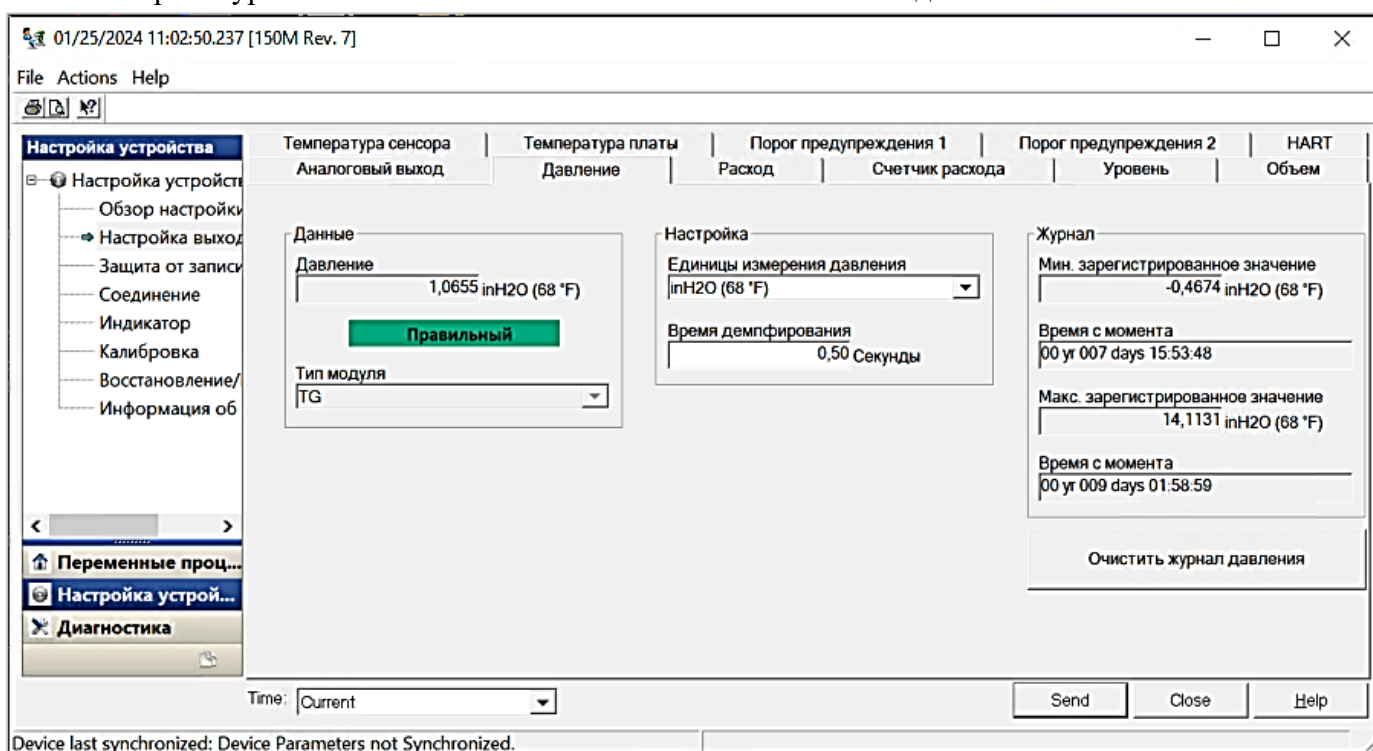 01/25/2024 11:02:50.237 [150M Rev. 7]
File Actions Help
Настройка устройства
Настройка устройств
Обзор настройки
Настройка выход
Защита от записи
Соединение
Индикатор
Калибровка
Восстановление/
Информация об
Переменные проц...
Настройка устрой...
Диагностика
Температура сенсора
Температура платы
Порог предупреждения 1
Порог предупреждения 2
HART
Аналоговый выход
Давление
Расход
Счетчик расхода
Уровень
Объем
Данные
Давление
1,0655 inH2O (68 °F)
Правильный
Тип модуля
TG
Настройка
Единицы измерения давления
inH2O (68 °F)
Время демпфирования
0,50 Секунды
Журнал
Мин. зарегистрированное значение
-0,4674 inH2O (68 °F)
Время с момента
00 yr 007 days 15:53:48
Макс. зарегистрированное значение
14,1131 inH2O (68 °F)
Время с момента
00 yr 009 days 01:58:59
Очистить журнал давления
Time: Current
Send Close Help
Device last synchronized: Device Parameters not Synchronized.